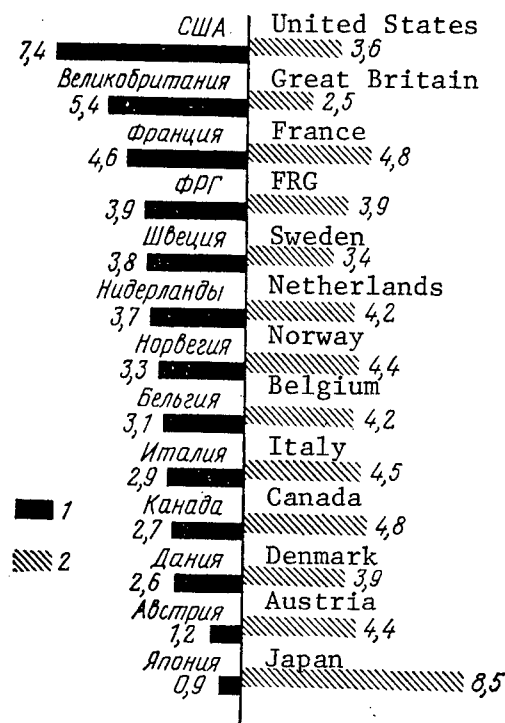 США United States
7,4 3,6
Великобритания Great Britain
5,4 2,5
Франция France
4,6 4,8
ФРГ FRG
3,9 3,9
Швеция Sweden
3,8 3,4
Нидерланды Netherlands
3,7 4,2
Норвегия Norway
3,3 4,4
Бельгия Belgium
3,1 4,2
Италия Italy
2,9 4,5
1 Канада Canada
2,7 4,8
2 Дания Denmark
2,6 3,9
Австрия Austria
1,2 4,4
Япония Japan
0,9 8,5